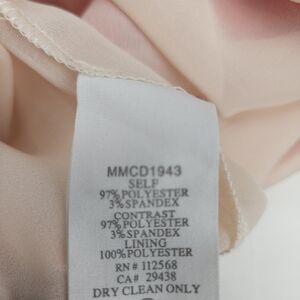 MMCD1943
SELF
97%POLYESTER
3%SPANDEX
CONTRAST
97%POLYESTER
3%SPANDEX
LINING
100%POLYESTER
RN# 112568
CA# 29438
DRY CLEAN ONLY